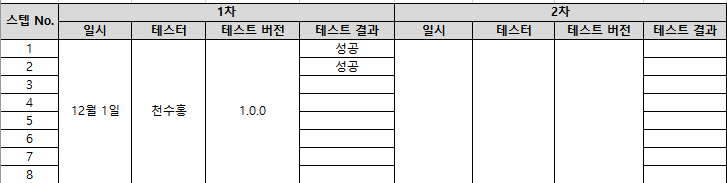 스텝 No. 1차 2차
일시 테스터 테스트 버전 테스트 결과 일시 테스터 테스트 버전 테스트 결과
1 성공
2 성공
3
4
12월 1일 천수홍 1.0.0
5
6
7
8